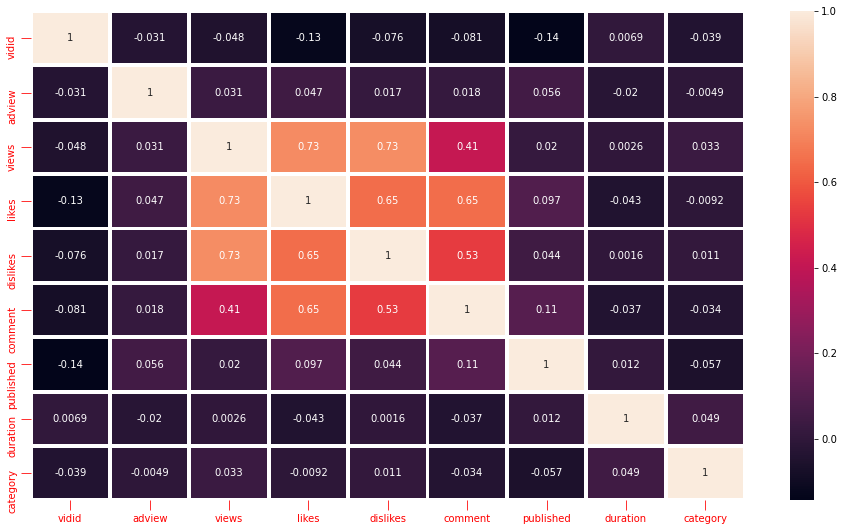 vidid 1 -0.031 -0.048 -0.13 -0.076 -0.081 -0.14 0.0069 -0.039
adview -0.031 1 0.031 0.047 0.017 0.018 0.056 -0.02 -0.0049
views -0.048 0.031 1 0.73 0.73 0.41 0.02 0.0026 0.033
likes -0.13 0.047 0.73 1 0.65 0.65 0.097 -0.043 -0.0092
dislikes -0.076 0.017 0.73 0.65 1 0.53 0.044 0.0016 0.011
comment -0.081 0.018 0.41 0.65 0.53 1 0.11 -0.037 -0.034
published -0.14 0.056 0.02 0.097 0.044 0.11 1 0.012 -0.057
duration 0.0069 -0.02 0.0026 -0.043 0.0016 -0.037 0.012 1 0.049
category -0.039 -0.0049 0.033 -0.0092 0.011 -0.034 -0.057 0.049 1
vidid adview views likes dislikes comment published duration category
1.0
0.8
0.6
0.4
0.2
0.0